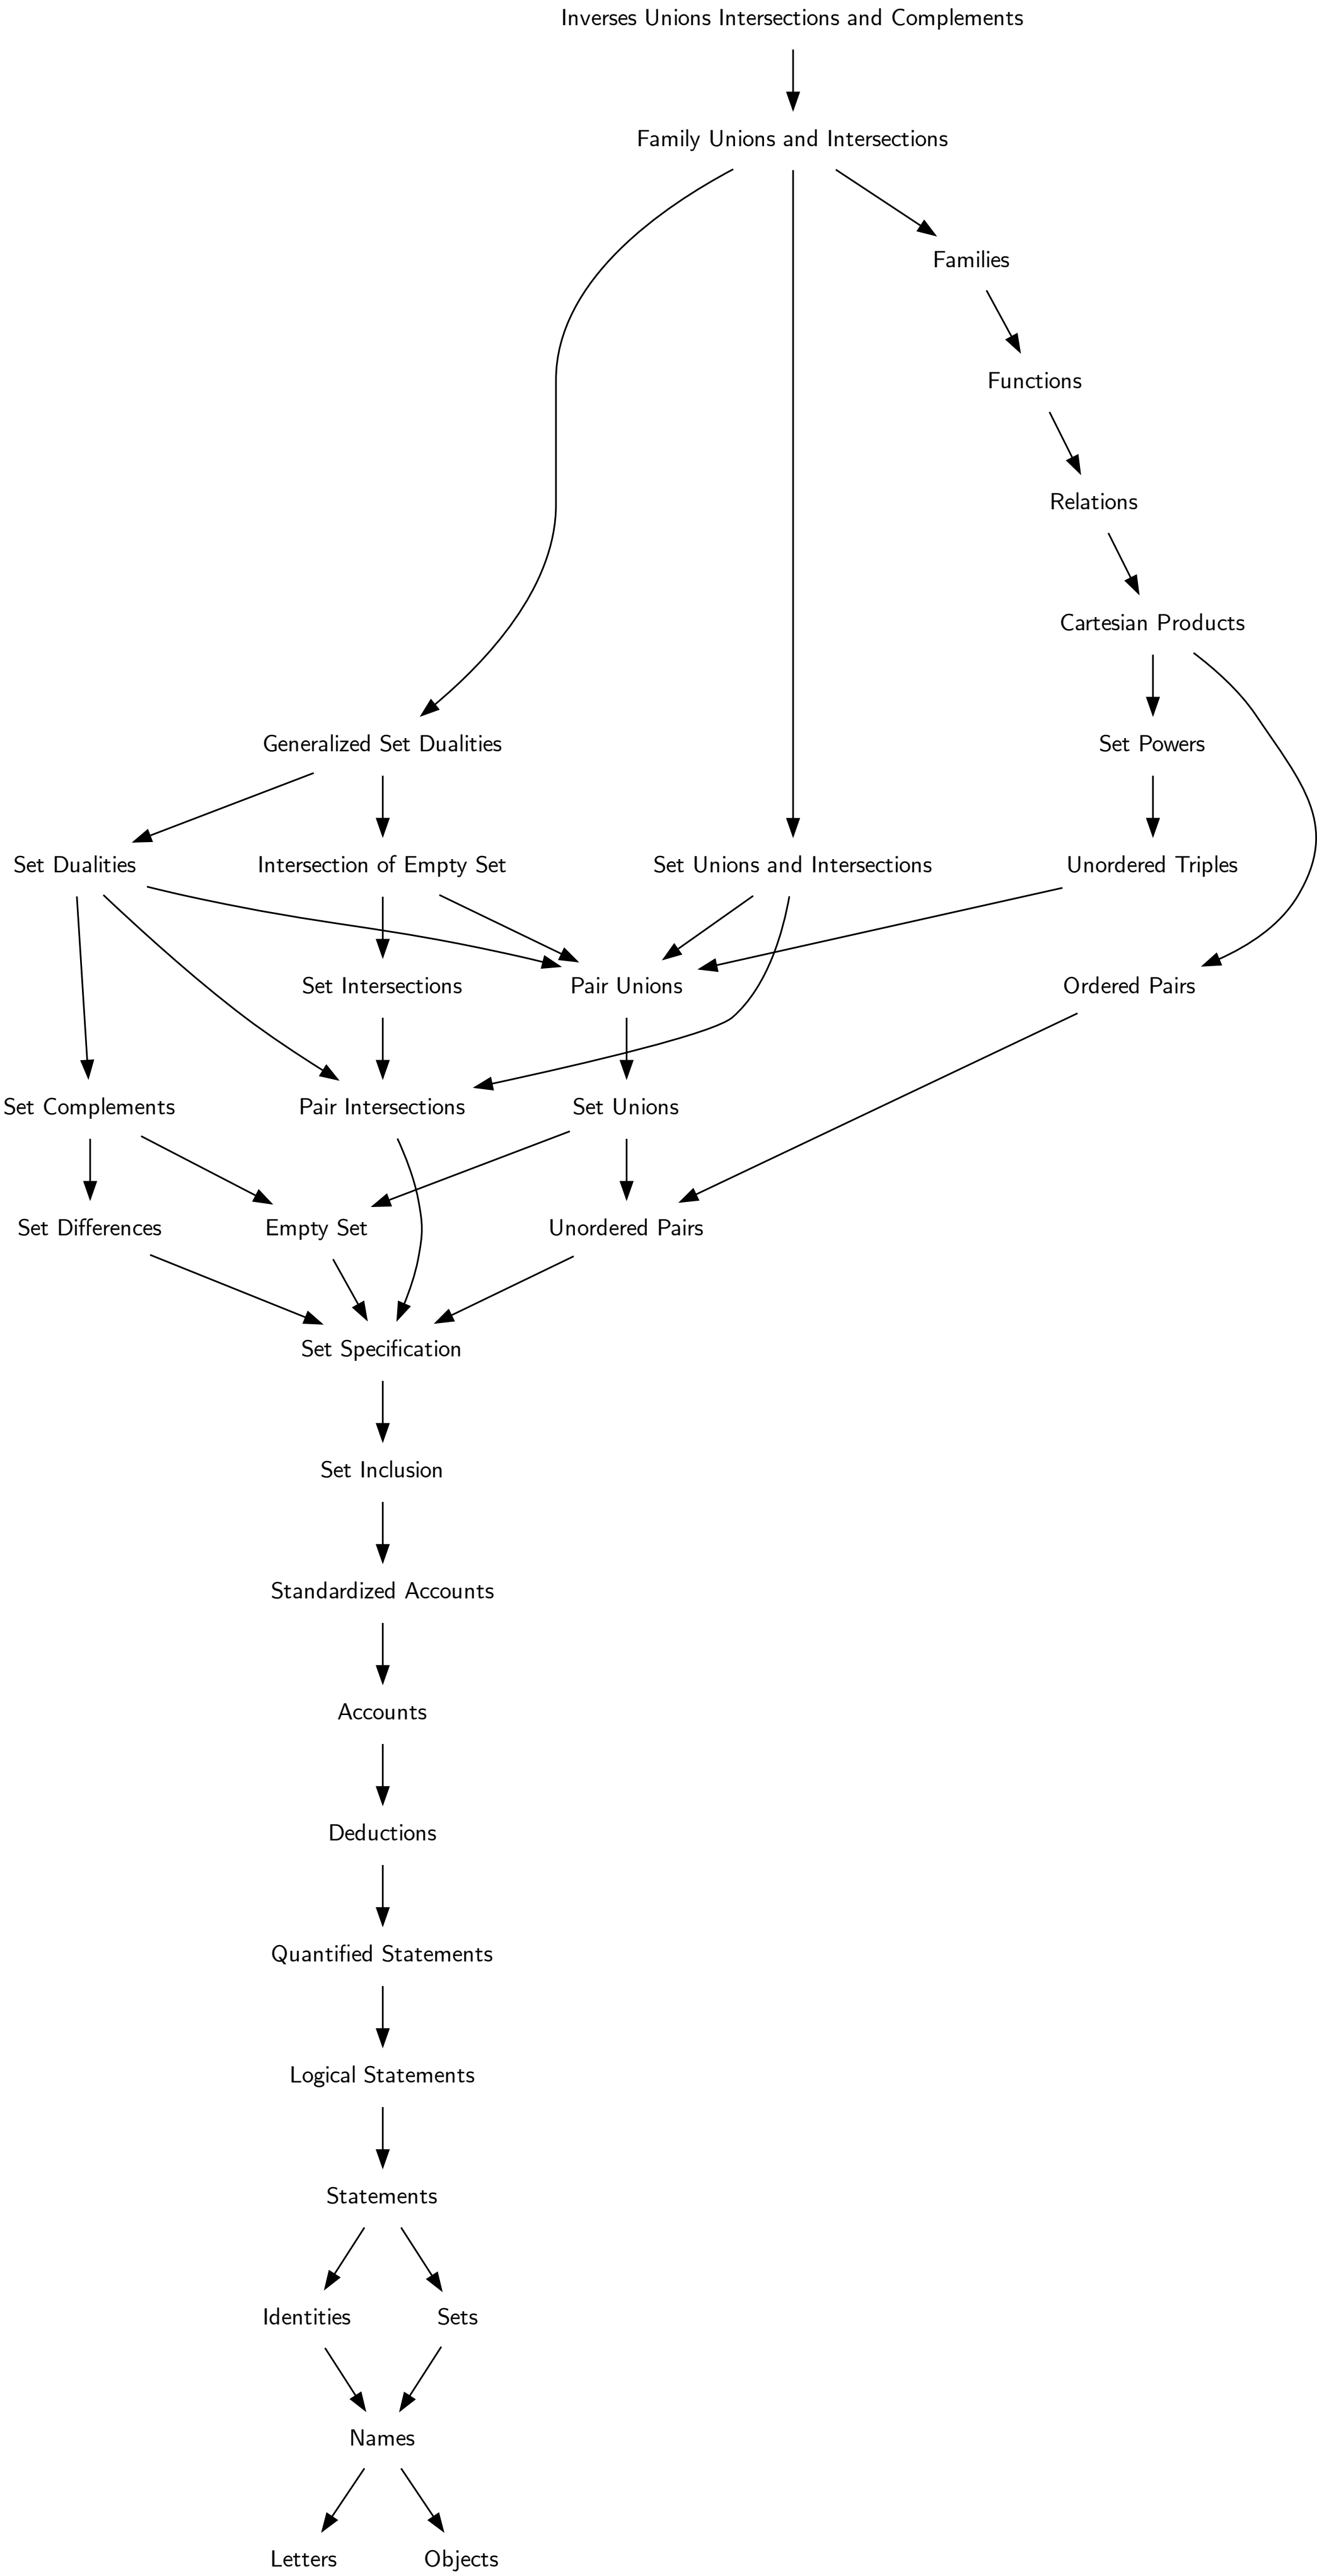 Inverses Unions Intersections and Complements
Family Unions and Intersections
Families
Functions
Relations
Cartesian Products
Generalized Set Dualities
Set Powers
Set Dualities
Intersection of Empty Set
Set Unions and Intersections
Unordered Triples
Set Intersections
Pair Unions
Ordered Pairs
Set Complements
Pair Intersections
Set Unions
Set Differences
Empty Set
Unordered Pairs
Set Specification
Set Inclusion
Standardized Accounts
Accounts
Deductions
Quantified Statements
Logical Statements
Statements
Identities
Sets
Names
Letters
Objects